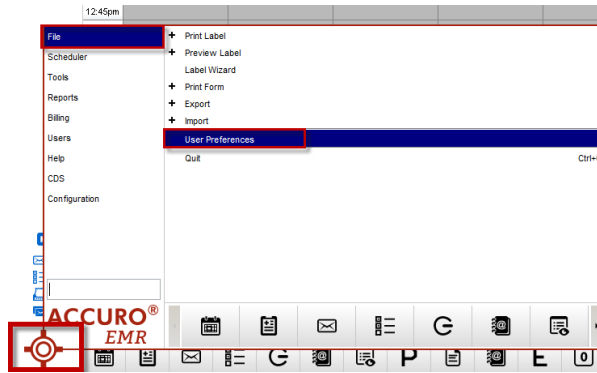 12:45pm
File
Scheduler
Tools
Reports
Billing
Users
Help
CDS
Configuration
+ Print Label
+ Preview Label
Label Wizard
+ Print Form
+ Export
+ Import
User Preferences
Quit
ACCURO®
EMR
P
E
0